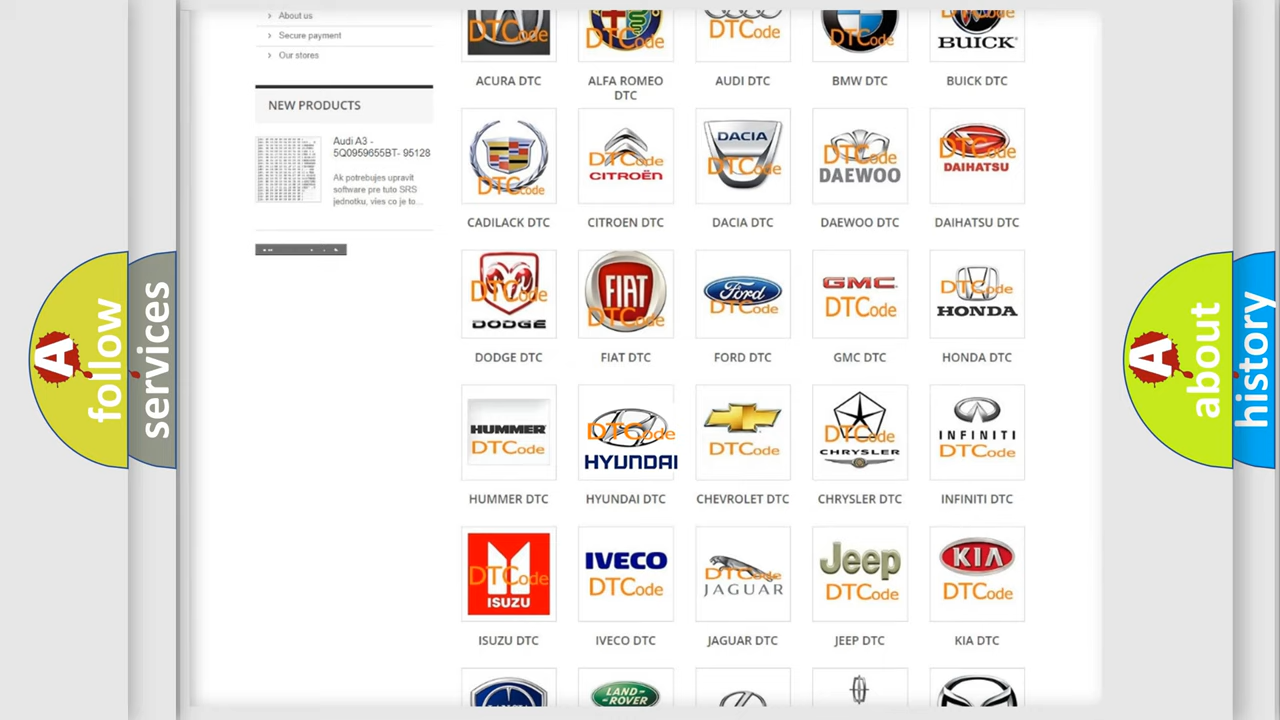 About us
Secure payment
Our stores
NEW PRODUCTS
Audi A3 -
5Q0959655BT- 95128
Ak potrebujes upravit
software pre tuto SRS
jednotku, vies co je to...
A follow
services
A about
history
DTCode DTCode DTCode DTCode BUICK
ACURA DTC ALFA ROMEO DTC AUDI DTC BMW DTC BUICK DTC
DTCode DTCode CITROËN DACIA DTCode DTCode DAEWOO DTCode DAIHATSU
CADILACK DTC CITROEN DTC DACIA DTC DAEWOO DTC DAIHATSU DTC
DTCode DODGE FIAT DTCode Ford DTCode GMC DTCode DTCode HONDA
DODGE DTC FIAT DTC FORD DTC GMC DTC HONDA DTC
HUMMER DTCode DTCode HYUNDAI DTCode DTCode CHRYSLER INFINITI DTCode
HUMMER DTC HYUNDAI DTC CHEVROLET DTC CHRYSLER DTC INFINITI DTC
DTCode ISUZU IVECO DTCode DTCode JAGUAR Jeep DTCode KIA DTCode
ISUZU DTC IVECO DTC JAGUAR DTC JEEP DTC KIA DTC
LAND-ROVER